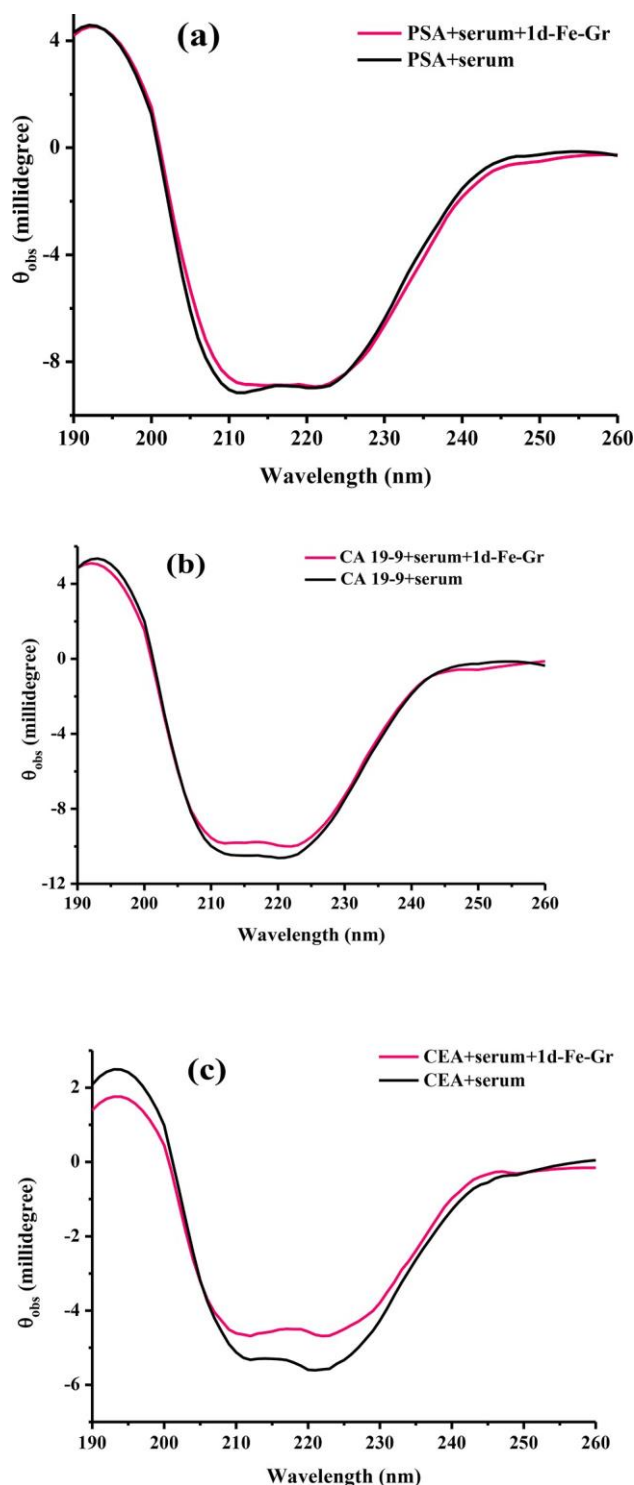 (a)
PSA+serum+1d-Fe-Gr
PSA+serum
4
0
-4
-8
θobs (millidegree)
190 200 210 220 230 240 250 260
Wavelength (nm)
(b)
CA 19-9+serum+1d-Fe-Gr
CA 19-9+serum
4
0
-4
-8
-12
θobs (millidegree)
190 200 210 220 230 240 250 260
Wavelength (nm)
(c)
CEA+serum+1d-Fe-Gr
CEA+serum
2
0
-2
-4
-6
θobs (millidegree)
190 200 210 220 230 240 250 260
Wavelength (nm)